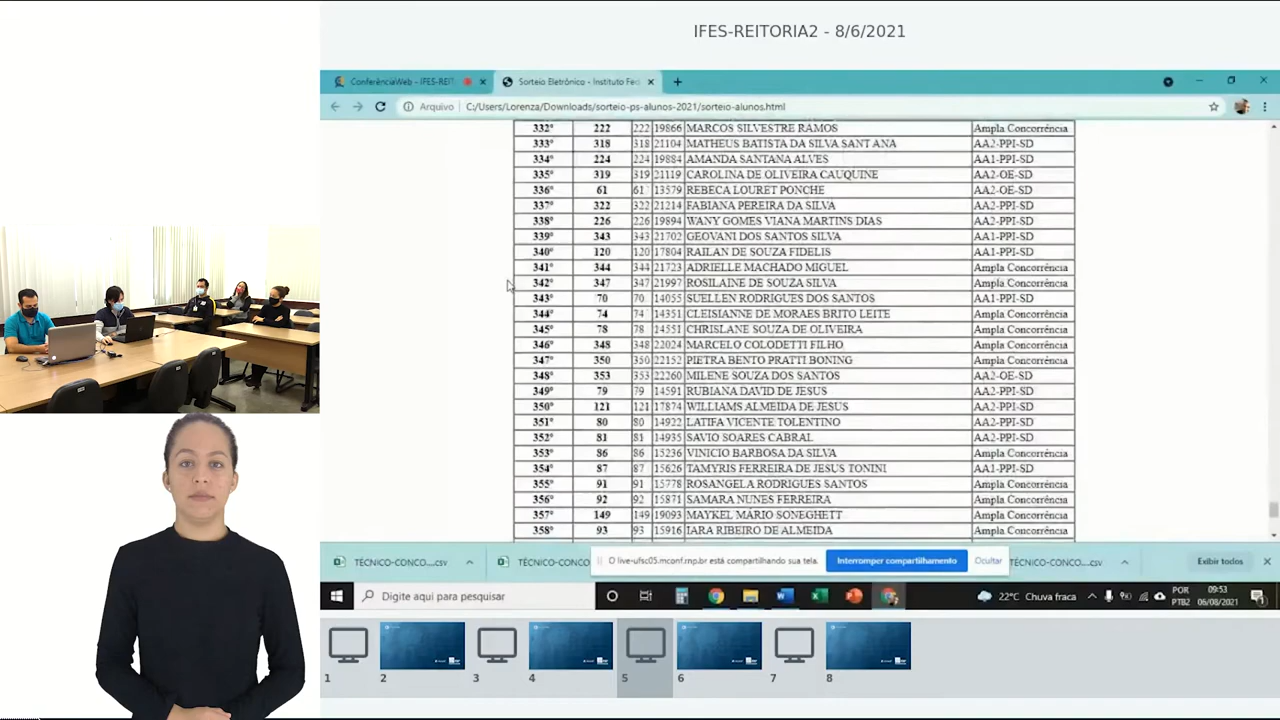 IFES-REITORIA2 - 8/6/2021
ConferênciaWeb - IFES-REIT
Sorteio Eletrônico - Instituto Fed
Arquivo C:/Users/Lorenza/Downloads/sorteio-ps-alunos-2021/sorteio-alunos.html
332º 222 222 19866 MARCOS SILVESTRE RAMOS Ampla Concorrência
333º 318 318 21104 MATHEUS BATISTA DA SILVA SANT ANA AA2-PPI-SD
334º 224 224 19884 AMANDA SANTANA ALVES AA1-PPI-SD
335º 319 319 21119 CAROLINA DE OLIVEIRA CAUQUINE AA2-OE-SD
336º 61 61 13579 REBECA LOURET PONCHE AA2-OE-SD
337º 322 322 21214 FABIANA PEREIRA DA SILVA AA2-PPI-SD
338º 226 226 19894 WANY GOMES VIANA MARTINS DIAS AA2-PPI-SD
339º 343 343 21702 GEOVANI DOS SANTOS SILVA AA1-PPI-SD
340º 120 120 17804 RAILAN DE SOUZA FIDELIS AA1-PPI-SD
341º 344 344 21723 ADRIELLE MACHADO MIGUEL Ampla Concorrência
342º 347 347 21997 ROSILAINE DE SOUZA SILVA Ampla Concorrência
343º 70 70 14055 SUELLEN RODRIGUES DOS SANTOS AA1-PPI-SD
344º 74 74 14351 CLEISIANNE DE MORAES BRITO LEITE Ampla Concorrência
345º 78 78 14551 CHRISLANE SOUZA DE OLIVEIRA Ampla Concorrência
346º 348 348 22024 MARCELO COLODETTI FILHO Ampla Concorrência
347º 350 350 22152 PIETRA BENTO PRATTI BONING Ampla Concorrência
348º 353 353 22260 MILENE SOUZA DOS SANTOS AA2-OE-SD
349º 79 79 14591 RUBIANA DAVID DE JESUS AA2-PPI-SD
350º 121 121 17874 WILLIAMS ALMEIDA DE JESUS AA2-PPI-SD
351º 80 80 14922 LATIFA VICENTE TOLENTINO AA2-PPI-SD
352º 81 81 14935 SAVIO SOARES CABRAL AA2-PPI-SD
353º 86 86 15236 VINICIO BARBOSA DA SILVA Ampla Concorrência
354º 87 87 15626 TAMYRIS FERREIRA DE JESUS TONINI AA1-PPI-SD
355º 91 91 15778 ROSANGELA RODRIGUES SANTOS Ampla Concorrência
356º 92 92 15871 SAMARA NUNES FERREIRA Ampla Concorrência
357º 149 149 19093 MAYKEL MÁRIO SONEGHETT Ampla Concorrência
358º 93 93 15916 IARA RIBEIRO DE ALMEIDA Ampla Concorrência
TÉCNICO-CONCO....csv
O live-ufsc05.mconf.rnp.br está compartilhando sua tela.
Interromper compartilhamento
Ocultar
TÉCNICO-CONCO....csv
Exibir todos
Digite aqui para pesquisar
22°C Chuva fraca
POR
PTB2
09:53
06/08/2021
1 2 3 4 5 6 7 8